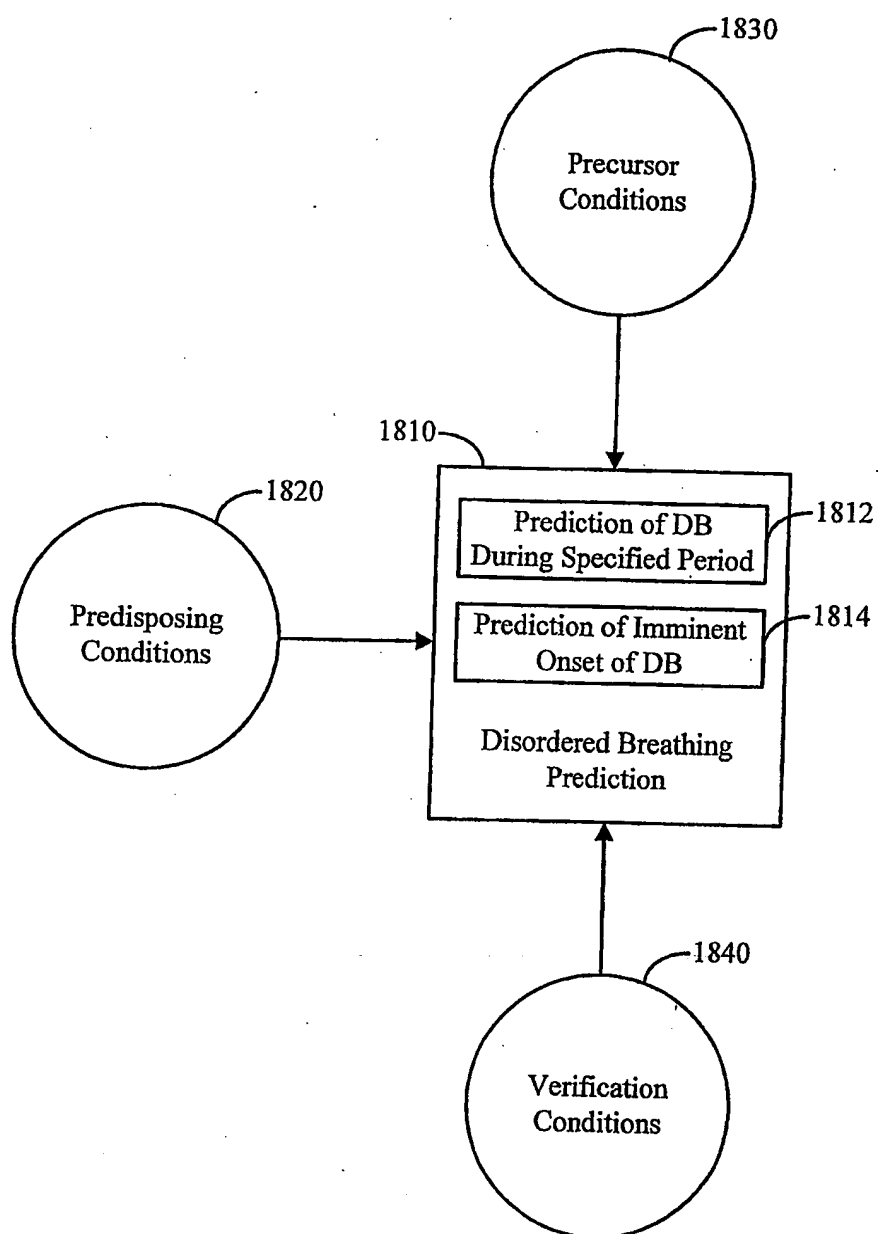 1830
Precursor
Conditions
1810
1820
Prediction of DB
During Specified Period
1812
Predisposing
Conditions
Prediction of Imminent
Onset of DB
1814
Disordered Breathing
Prediction
1840
Verification
Conditions